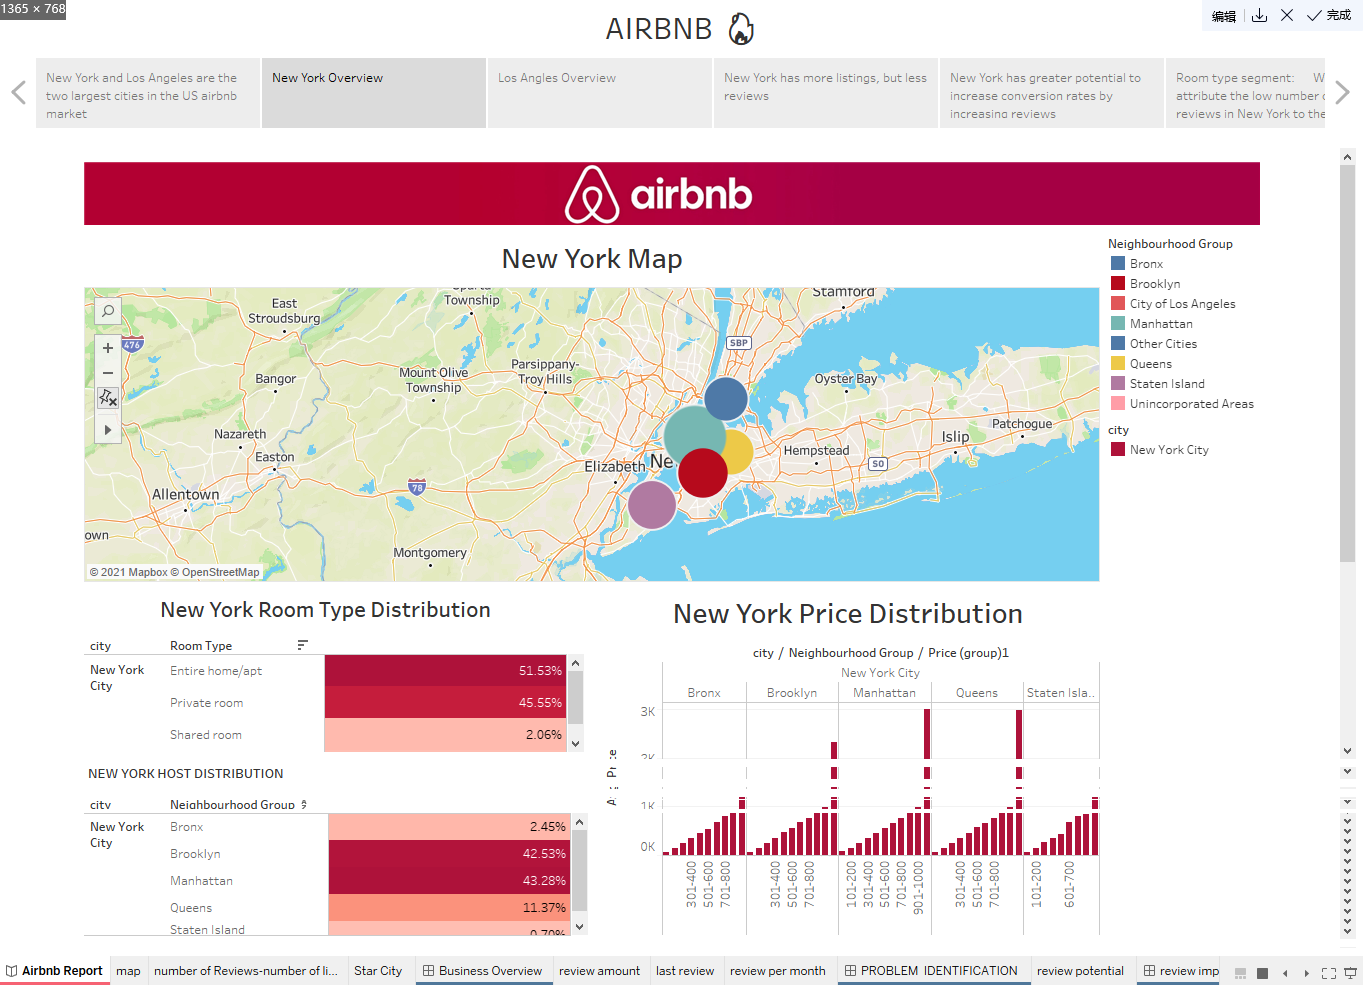 1365 × 768
编辑
完成
AIRBNB
New York and Los Angeles are the
two largest cities in the US airbnb
market
New York Overview
Los Angles Overview
New York has more listings, but less
reviews
New York has greater potential to
increase conversion rates by
increasing reviews
Room type segment: W
attribute the low number
reviews in New York to the
airbnb
New York Map
Neighbourhood Group
Bronx
Brooklyn
City of Los Angeles
Manhattan
Other Cities
Queens
Staten Island
Unincorporated Areas
city
New York City
Township
Stamford
East
Stroudsburg
476
SBP
Parsippany-
Troy Hills
Mount Olive
Township
Bangor
Oyster Bay
Nazareth
Patchogue
Islip
Easton
Hempstead
Elizabeth
Ne
SO
78
Allentown
own
Montgomery
© 2021 Mapbox © OpenStreetMap
New York Room Type Distribution
city Room Type
New York
City
Entire home/apt 51.53%
Private room 45.55%
Shared room 2.06%
NEW YORK HOST DISTRIBUTION
city Neighbourhood Group
New York
City
Bronx 2.45%
Brooklyn 42.53%
Manhattan 43.28%
Queens 11.37%
Staten Island 0.70%
New York Price Distribution
city / Neighbourhood Group / Price (group)1
New York City
Bronx Brooklyn Manhattan Queens Staten Isla..
3K
2K
1K
0K
301-400 501-600 701-800 301-400 501-600 701-800 101-200 301-400 501-600 701-800 901-1000 301-400 501-600 701-800 101-200 601-700
Airbnb Report map number of Reviews-number of li... Star City Business Overview review amount last review review per month PROBLEM IDENTIFICATION review potential review imp